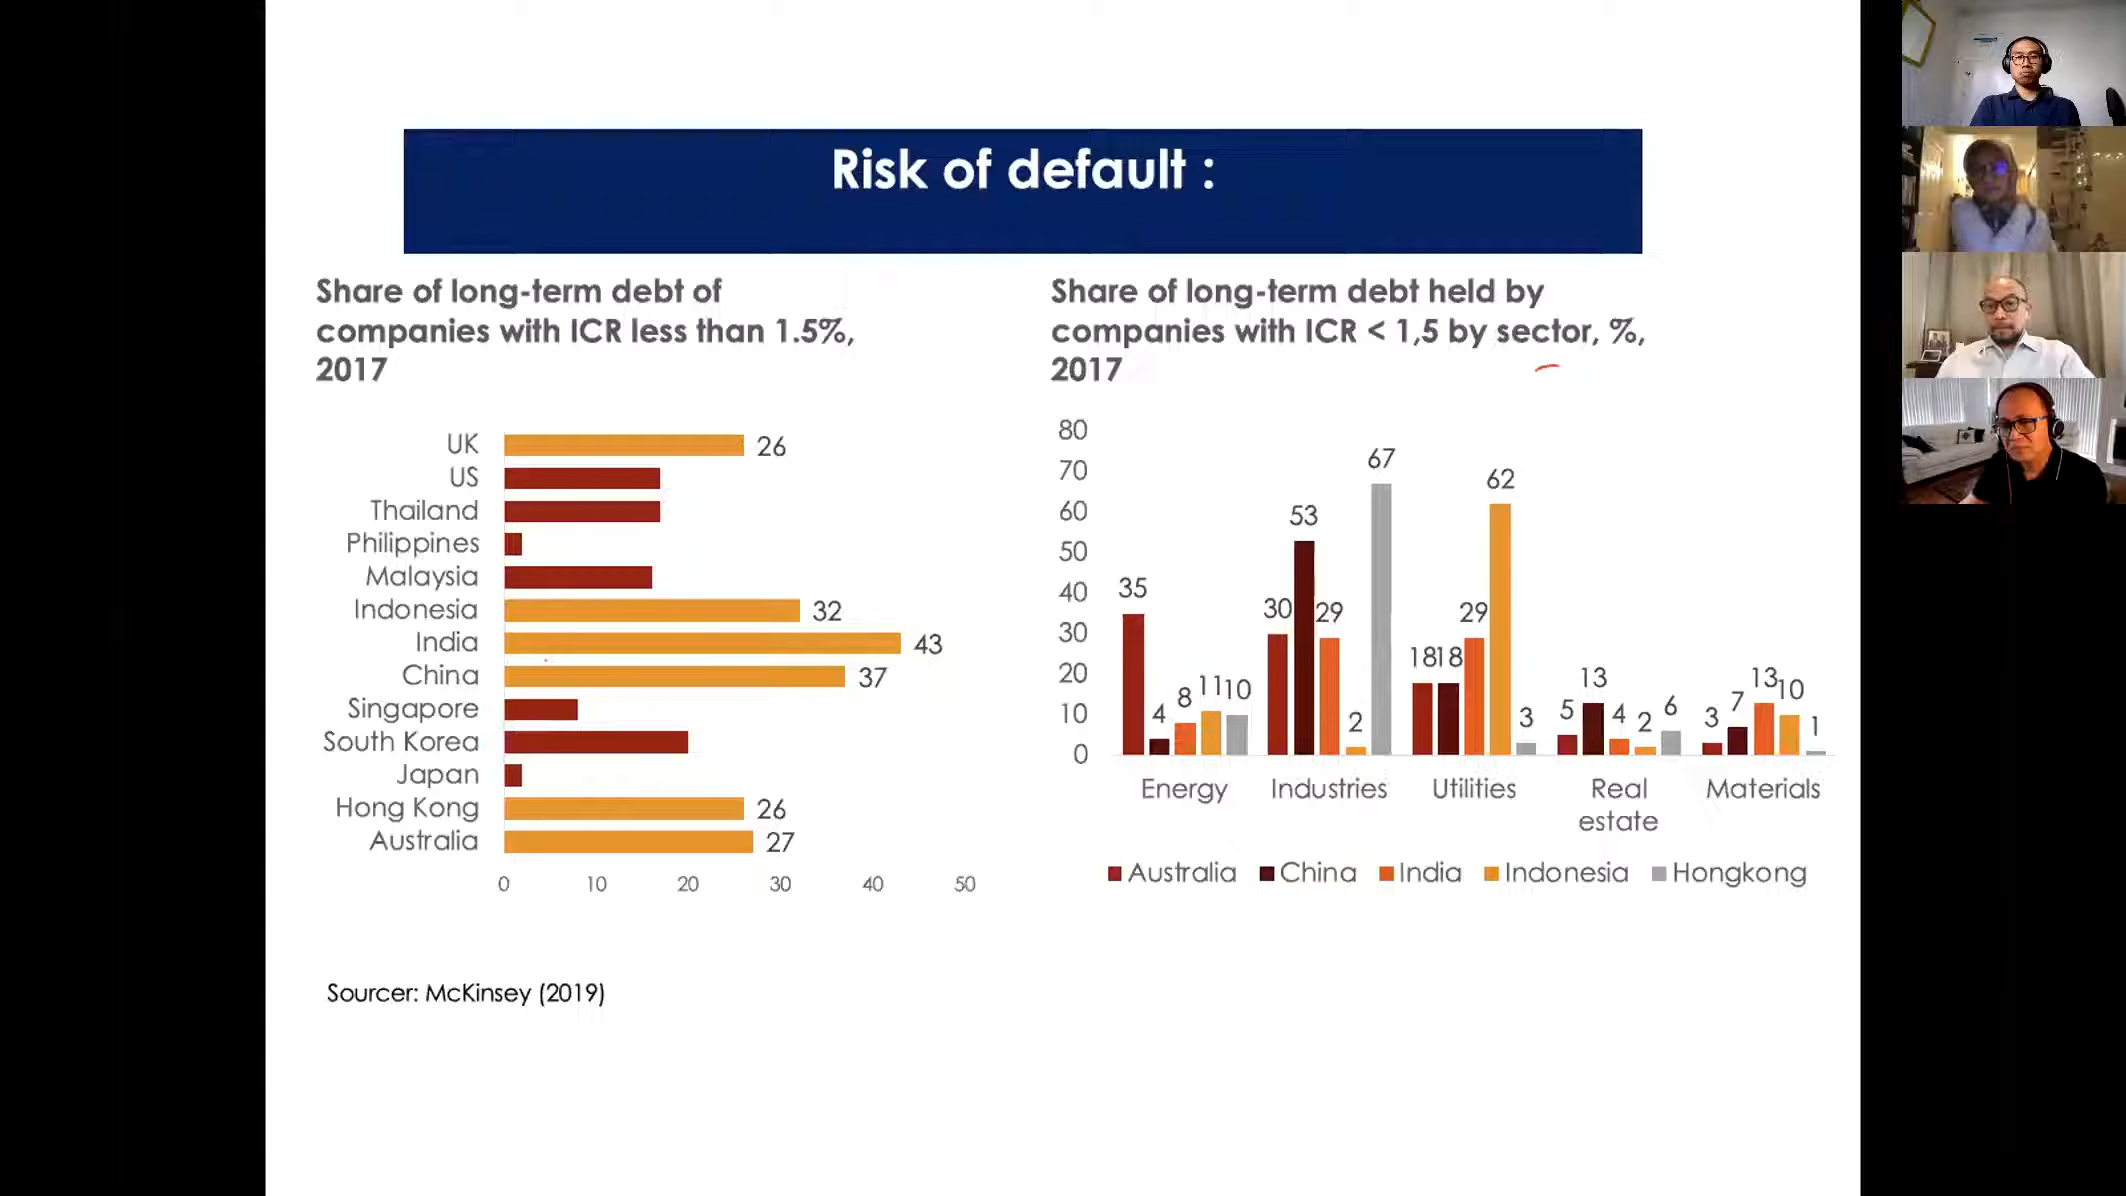 Risk of default :
Share of long-term debt of
companies with ICR less than 1.5%,
2017
UK 26
US
Thailand
Philippines
Malaysia
Indonesia 32
India 43
China 37
Singapore
South Korea
Japan
Hong Kong 26
Australia 27
0 10 20 30 40 50
Share of long-term debt held by
companies with ICR < 1,5 by sector, %,
2017
80
70
60
50
40
30
20
10
0
35 4 8 11 10
30 53 29 2 67
18 18 29 62 3
5 13 4 2 6
3 7 13 10 1
Energy Industries Utilities Real estate Materials
Australia China India Indonesia Hongkong
Sourcer: McKinsey (2019)